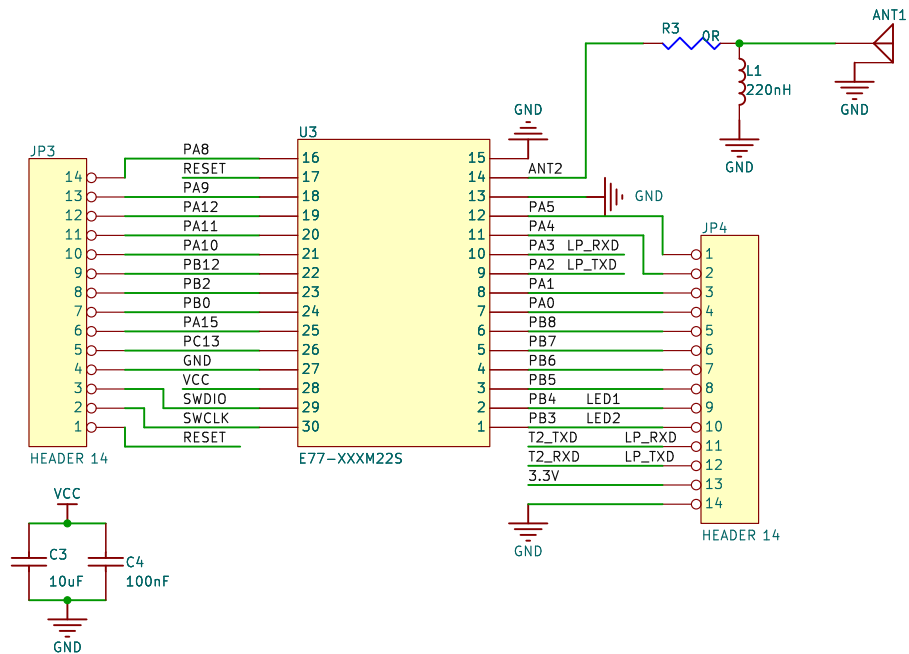 ANT1
R3 0R
L1
220nH
GND
GND
GND
U3
JP3
PA8 16 15
14 RESET 17 14 ANT2
13 PA9 18 13 GND
12 PA12 19 12 PA5
11 PA11 20 11 PA4 JP4
10 PA10 21 10 PA3 LP_RXD 1
9 PB12 22 9 PA2 LP_TXD 2
8 PB2 23 8 PA1 3
7 PB0 24 7 PA0 4
6 PA15 25 6 PB8 5
5 PC13 26 5 PB7 6
4 GND 27 4 PB6 7
3 VCC 28 3 PB5 8
2 SWDIO 29 2 PB4 LED1 9
1 SWCLK 30 1 PB3 LED2 10
RESET T2_TXD LP_RXD 11
HEADER 14 E77-XXXM22S T2_RXD LP_TXD 12
3.3V 13
14
GND
HEADER 14
VCC
C3
10uF
C4
100nF
GND